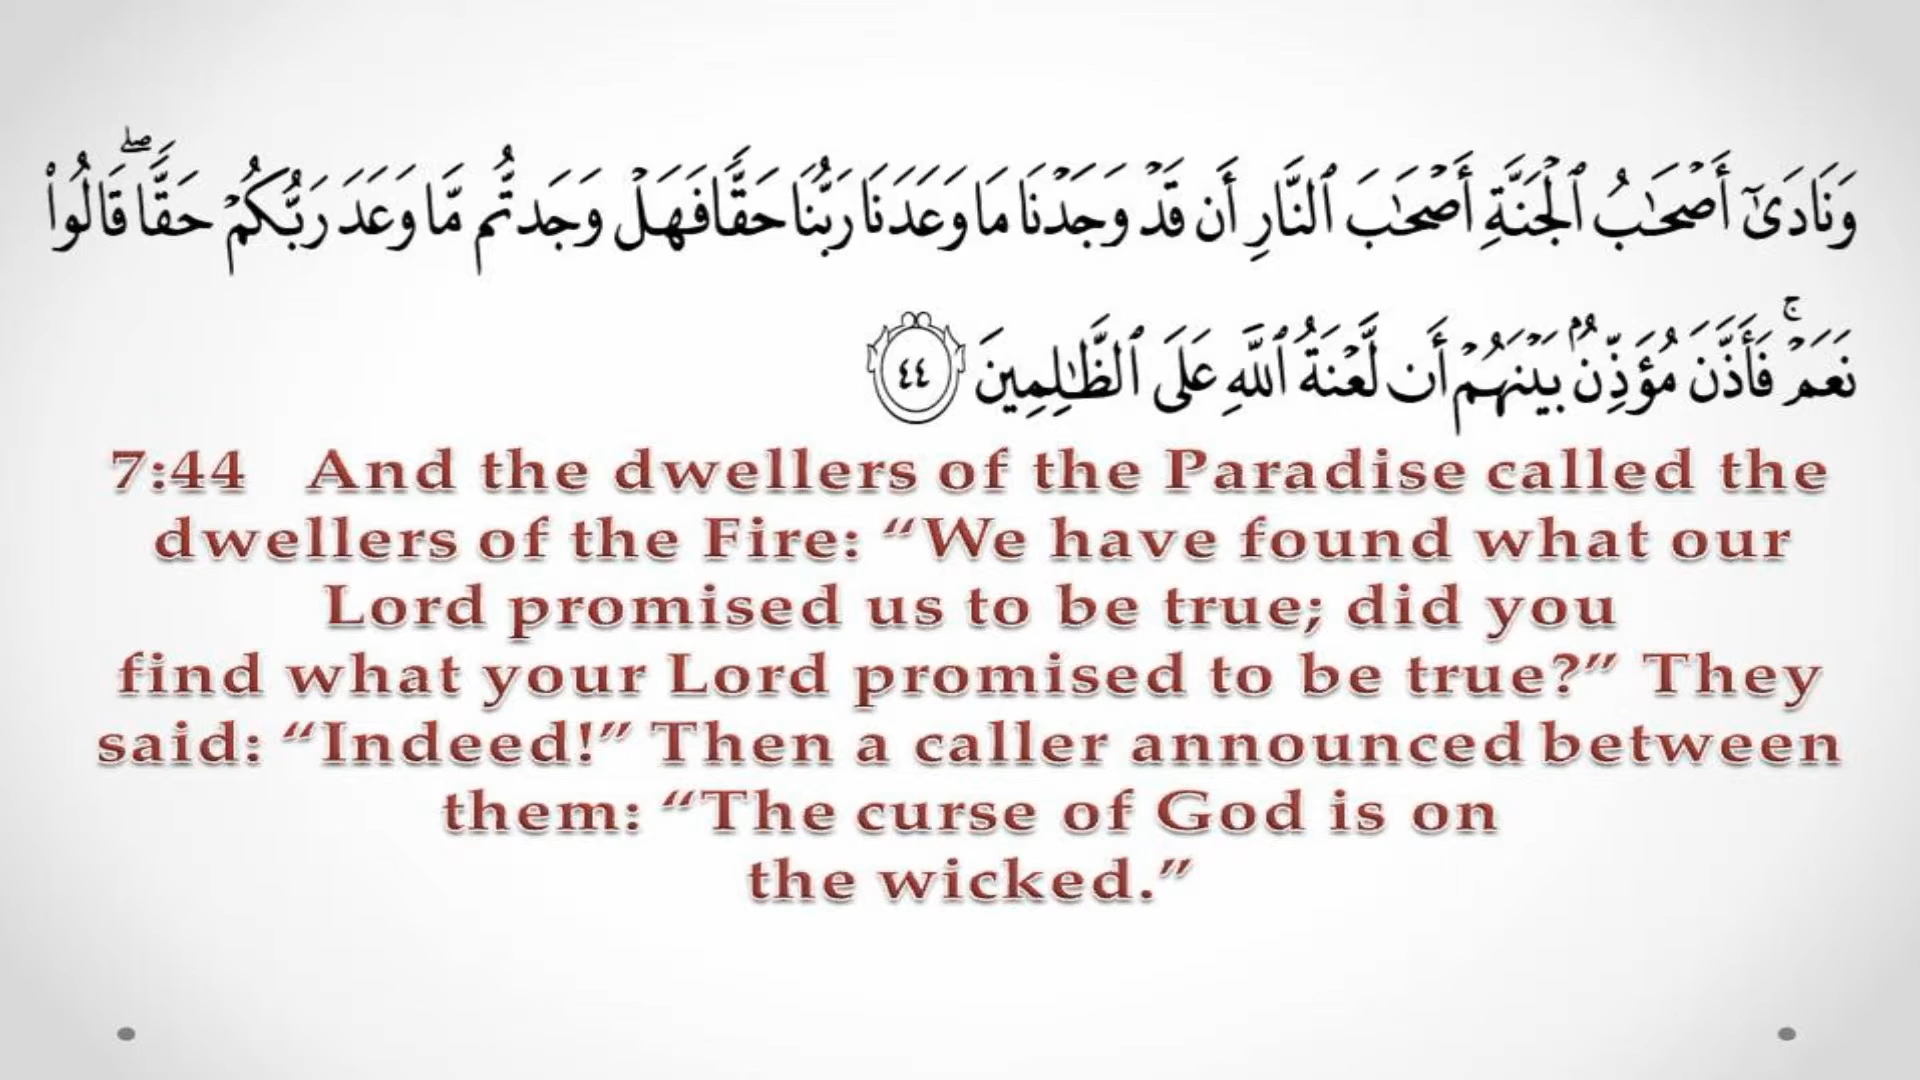 وَنَادَىٰٓ أَصْحَٰبُ ٱلْجَنَّةِ أَصْحَٰبَ ٱلنَّارِ أَن قَدْ وَجَدْنَا مَا وَعَدَنَا رَبُّنَا حَقًّا فَهَلْ وَجَدتُّم مَّا وَعَدَ رَبُّكُمْ حَقًّا ۖ قَالُوا۟
نَعَمْ ۚ فَأَذَّنَ مُؤَذِّنٌۢ بَيْنَهُمْ أَن لَّعْنَةُ ٱللَّهِ عَلَى ٱلظَّٰلِمِينَ ٤٤
7:44 And the dwellers of the Paradise called the
dwellers of the Fire: “We have found what our
Lord promised us to be true; did you
find what your Lord promised to be true?” They
said: “Indeed!” Then a caller announced between
them: “The curse of God is on
the wicked.”